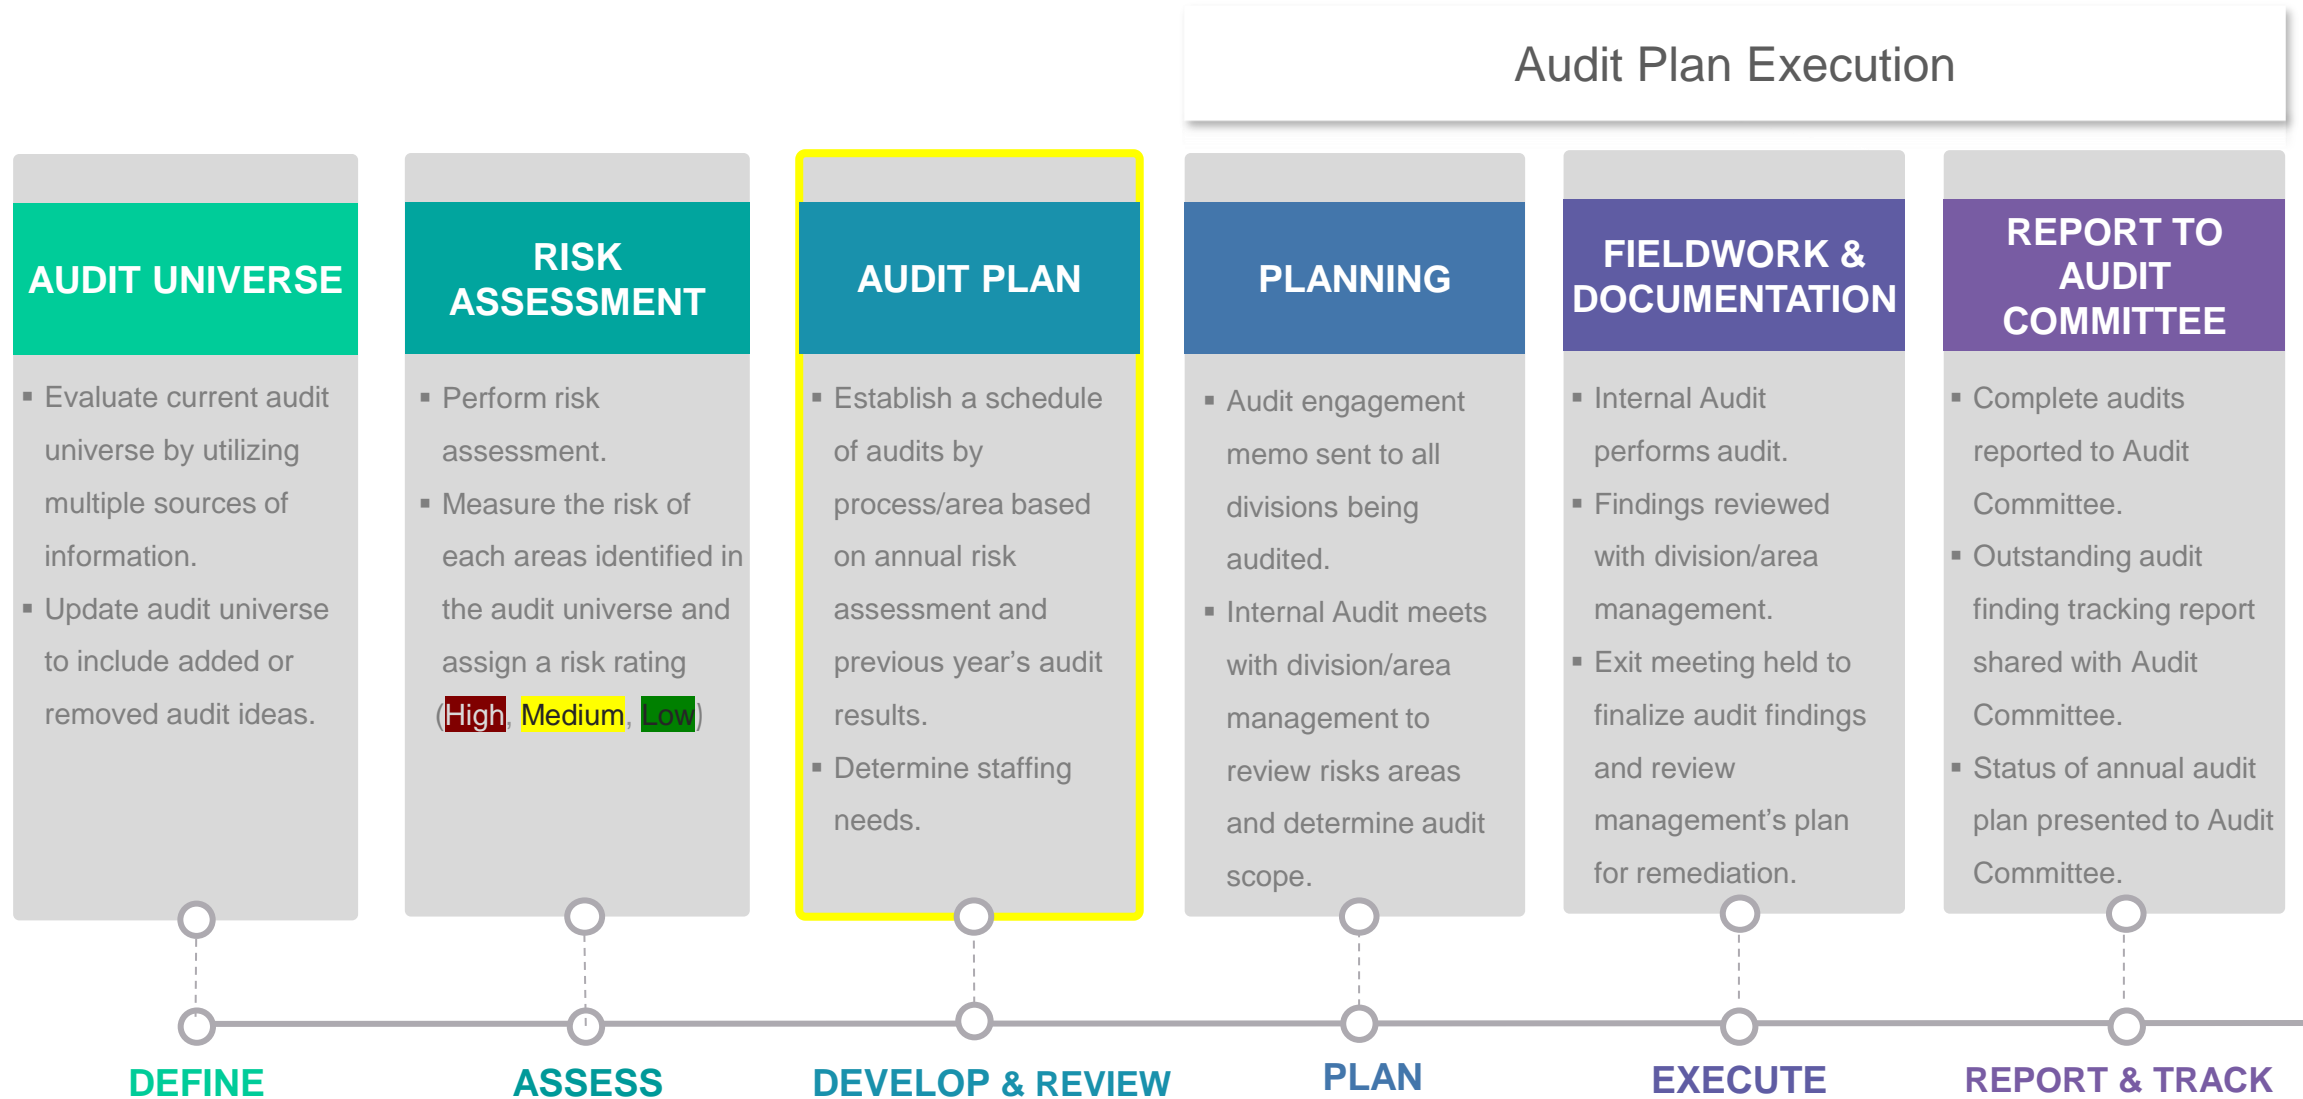 Audit Plan Execution
AUDIT UNIVERSE
▪ Evaluate current audit
universe by utilizing
multiple sources of
information.
▪ Update audit universe
to include added or
removed audit ideas.
DEFINE
RISK
ASSESSMENT
▪ Perform risk
assessment.
▪ Measure the risk of
each areas identified in
the audit universe and
assign a risk rating
(High, Medium, Low)
ASSESS
AUDIT PLAN
▪ Establish a schedule
of audits by
process/area based
on annual risk
assessment and
previous year’s audit
results.
▪ Determine staffing
needs.
DEVELOP & REVIEW
PLANNING
▪ Audit engagement
memo sent to all
divisions being
audited.
▪ Internal Audit meets
with division/area
management to
review risks areas
and determine audit
scope.
PLAN
FIELDWORK &
DOCUMENTATION
▪ Internal Audit
performs audit.
▪ Findings reviewed
with division/area
management.
▪ Exit meeting held to
finalize audit findings
and review
management’s plan
for remediation.
EXECUTE
REPORT TO
AUDIT
COMMITTEE
▪ Complete audits
reported to Audit
Committee.
▪ Outstanding audit
finding tracking report
shared with Audit
Committee.
▪ Status of annual audit
plan presented to Audit
Committee.
REPORT & TRACK